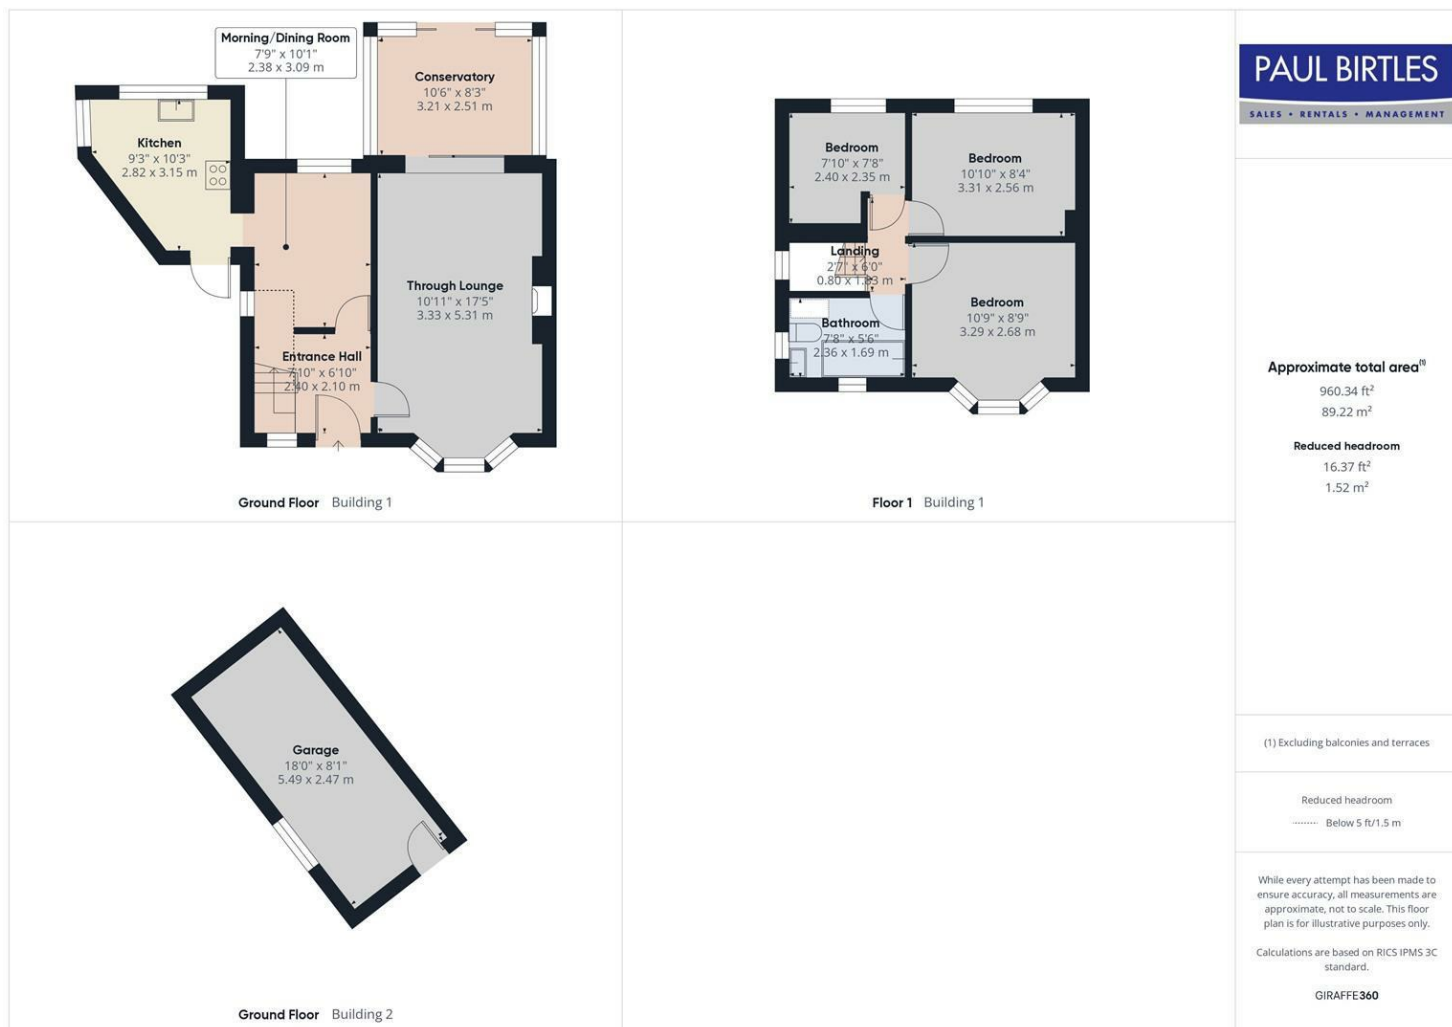 Morning/Dining Room
7'9" x 10'1"
2.38 x 3.09 m
Conservatory
10'6" x 8'3"
3.21 x 2.51 m
Kitchen
9'3" x 10'3"
2.82 x 3.15 m
Through Lounge
10'11" x 17'5"
3.33 x 5.31 m
Entrance Hall
7'10" x 6'10"
2.40 x 2.10 m
Ground Floor Building 1
Bedroom
7'10" x 7'8"
2.40 x 2.35 m
Bedroom
10'10" x 8'4"
3.31 x 2.56 m
Landing
2'7" x 6'0"
0.80 x 1.83 m
Bedroom
10'9" x 8'9"
3.29 x 2.68 m
Bathroom
7'8" x 5'6"
2.36 x 1.69 m
Floor 1 Building 1
Garage
18'0" x 8'1"
5.49 x 2.47 m
Ground Floor Building 2
PAUL BIRTLES
SALES • RENTALS • MANAGEMENT
Approximate total area(1)
960.34 ft²
89.22 m²
Reduced headroom
16.37 ft²
1.52 m²
(1) Excluding balconies and terraces
Reduced headroom
Below 5 ft/1.5 m
While every attempt has been made to
ensure accuracy, all measurements are
approximate, not to scale. This floor
plan is for illustrative purposes only.
Calculations are based on RICS IPMS 3C
standard.
GIRAFFE360